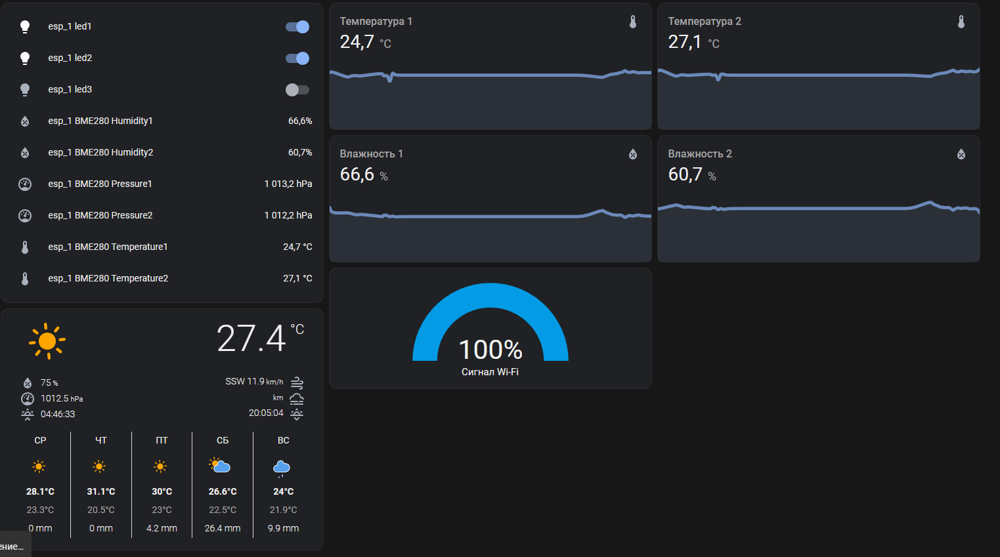 esp_1 led1
esp_1 led2
esp_1 led3
esp_1 BME280 Humidity1 66,6%
esp_1 BME280 Humidity2 60,7%
esp_1 BME280 Pressure1 1 013,2 hPa
esp_1 BME280 Pressure2 1 012,2 hPa
esp_1 BME280 Temperature1 24,7 °C
esp_1 BME280 Temperature2 27,1 °C
27.4 °C
75 %
SSW 11.9 km/h
1012.5 hPa
km
04:46:33
20:05:04
СР ЧТ ПТ СБ ВС
28.1°C 31.1°C 30°C 26.6°C 24°C
23.3°C 20.5°C 23°C 22.5°C 21.9°C
0 mm 0 mm 4.2 mm 26.4 mm 9.9 mm
ение...
Температура 1
24,7 °C
Температура 2
27,1 °C
Влажность 1
66,6 %
Влажность 2
60,7 %
100%
Сигнал Wi-Fi